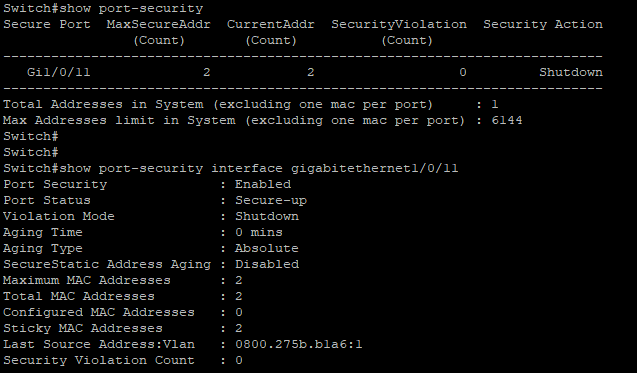 Switch#show port-security
Secure Port  MaxSecureAddr  CurrentAddr  SecurityViolation  Security Action
                (Count)       (Count)          (Count)
---------------------------------------------------------------------------
   Gi1/0/11              2            2                  0         Shutdown
---------------------------------------------------------------------------
Total Addresses in System (excluding one mac per port)     : 1
Max Addresses limit in System (excluding one mac per port) : 6144
Switch#
Switch#
Switch#show port-security interface gigabitethernet1/0/11
Port Security              : Enabled
Port Status                : Secure-up
Violation Mode             : Shutdown
Aging Time                 : 0 mins
Aging Type                 : Absolute
SecureStatic Address Aging : Disabled
Maximum MAC Addresses      : 2
Total MAC Addresses        : 2
Configured MAC Addresses   : 0
Sticky MAC Addresses       : 2
Last Source Address:Vlan   : 0800.275b.b1a6:1
Security Violation Count   : 0